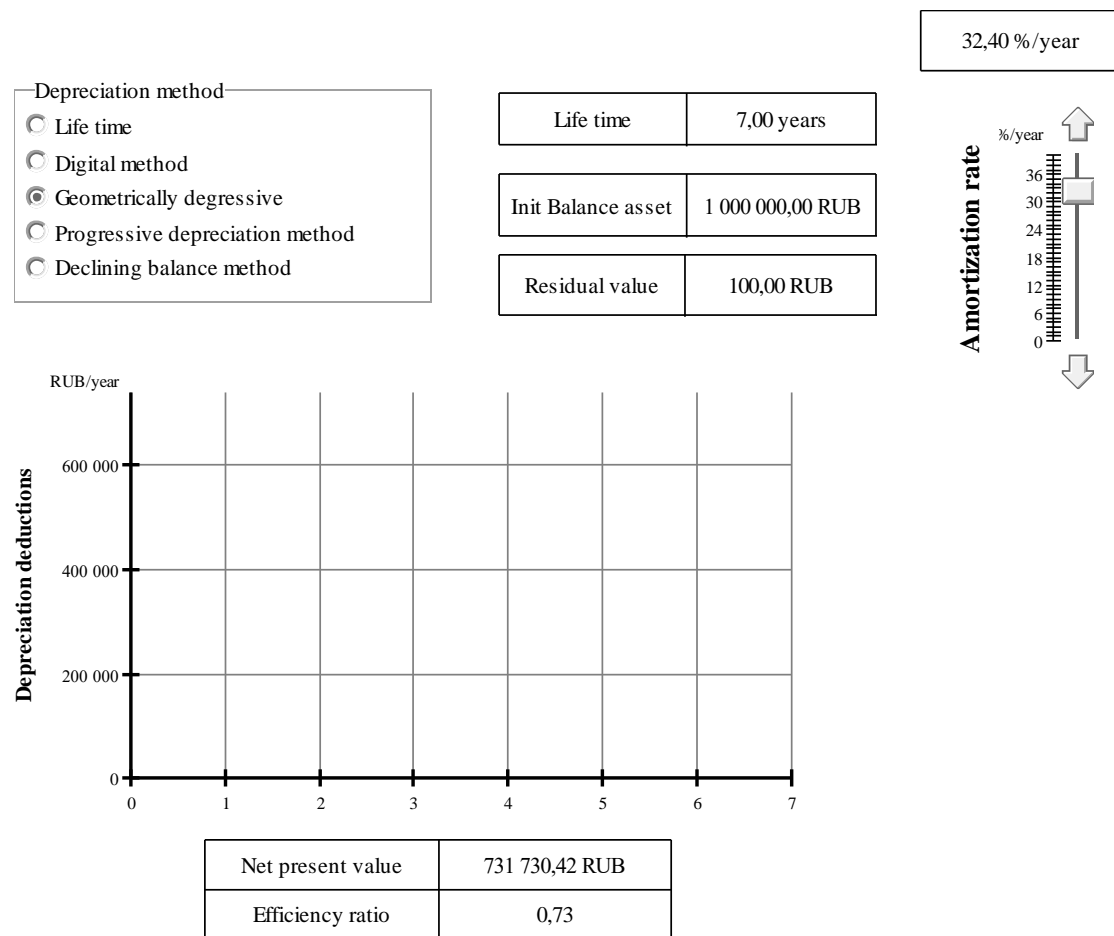 32,40 %/year
Depreciation method
Life time
Digital method
Geometrically degressive
Progressive depreciation method
Declining balance method
Life time 7,00 years
Init Balance asset 1 000 000,00 RUB
Residual value 100,00 RUB
Amortization rate
%/year
36
30
24
18
12
6
0
RUB/year
Depreciation deductions
600 000
400 000
200 000
0
0 1 2 3 4 5 6 7
Net present value 731 730,42 RUB
Efficiency ratio 0,73